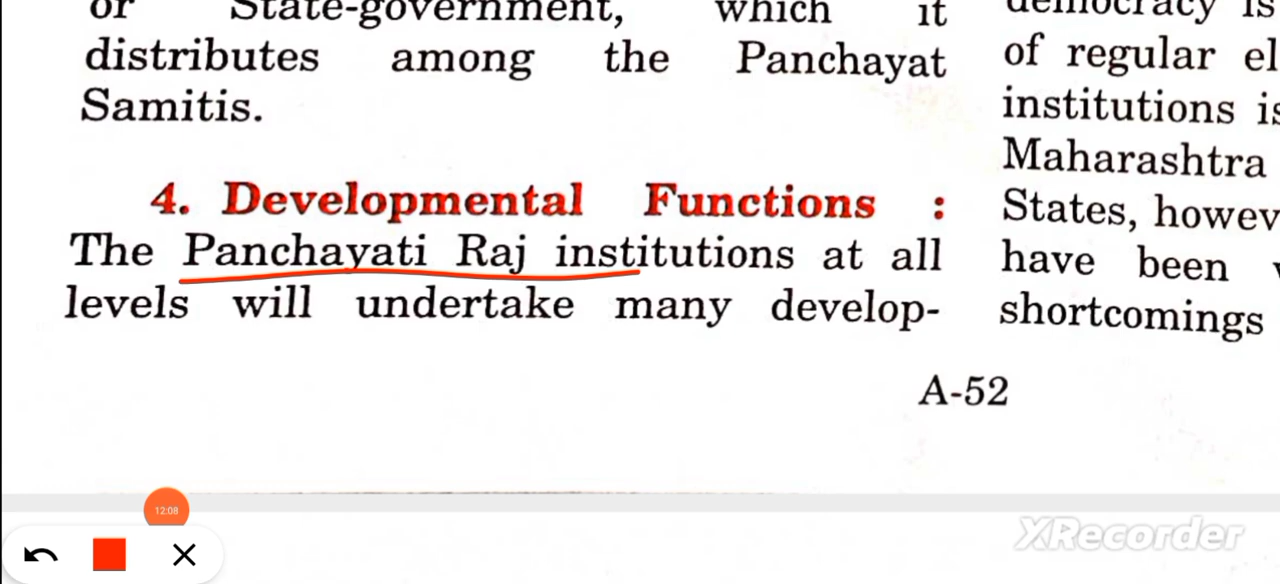 or State-government, which it
distributes among the Panchayat
Samitis.
4. Developmental Functions :
The Panchayati Raj institutions at all
levels will undertake many develop-
democracy is
of regular el
institutions is
Maharashtra
States, howev
have been
shortcomings
A-52
12:08
XRecorder